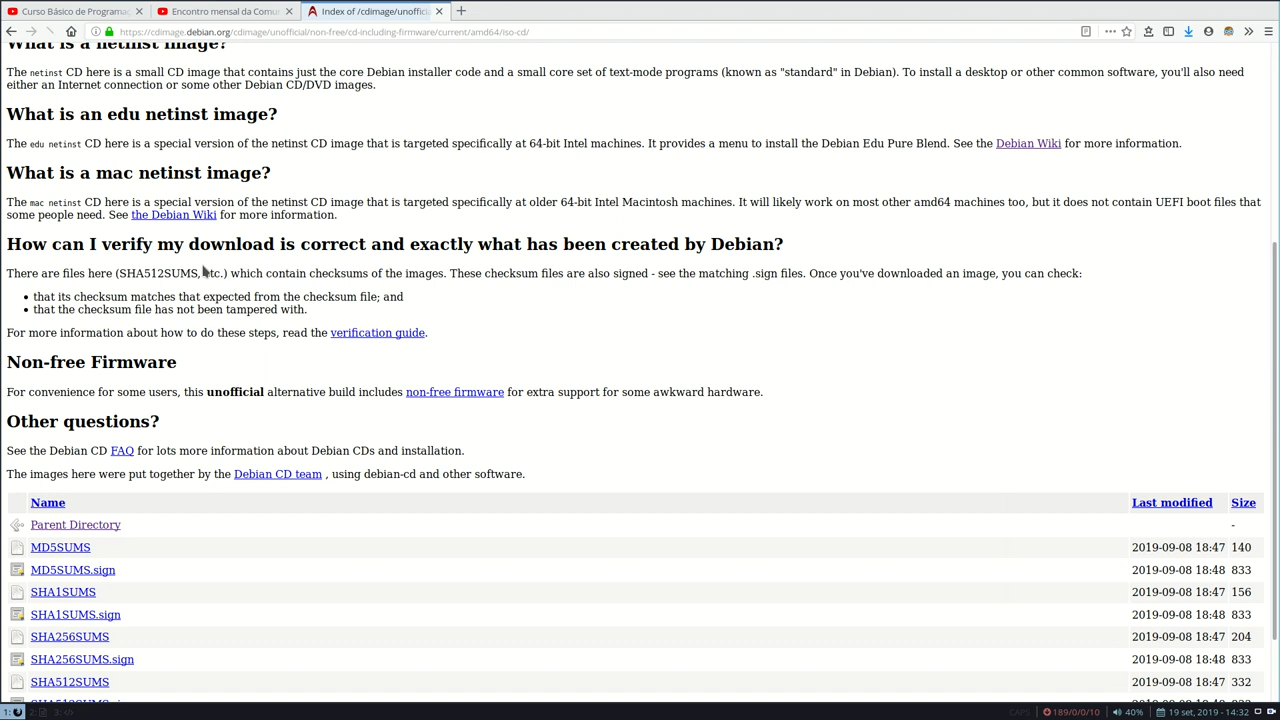 Curso Básico de Programaç
Encontro mensal da Comu
Index of /cdimage/unofficia
https://cdimage.debian.org/cdimage/unofficial/non-free/cd-including-firmware/current/amd64/iso-cd/
What is a netinst image?
The netinst CD here is a small CD image that contains just the core Debian installer code and a small core set of text-mode programs (known as "standard" in Debian). To install a desktop or other common software, you'll also need
either an Internet connection or some other Debian CD/DVD images.
What is an edu netinst image?
The edu netinst CD here is a special version of the netinst CD image that is targeted specifically at 64-bit Intel machines. It provides a menu to install the Debian Edu Pure Blend. See the Debian Wiki for more information.
What is a mac netinst image?
The mac netinst CD here is a special version of the netinst CD image that is targeted specifically at older 64-bit Intel Macintosh machines. It will likely work on most other amd64 machines too, but it does not contain UEFI boot files that
some people need. See the Debian Wiki for more information.
How can I verify my download is correct and exactly what has been created by Debian?
There are files here (SHA512SUMS, etc.) which contain checksums of the images. These checksum files are also signed - see the matching .sign files. Once you've downloaded an image, you can check:
• that its checksum matches that expected from the checksum file; and
• that the checksum file has not been tampered with.
For more information about how to do these steps, read the verification guide.
Non-free Firmware
For convenience for some users, this unofficial alternative build includes non-free firmware for extra support for some awkward hardware.
Other questions?
See the Debian CD FAQ for lots more information about Debian CDs and installation.
The images here were put together by the Debian CD team , using debian-cd and other software.
Name Last modified Size
Parent Directory -
MD5SUMS 2019-09-08 18:47 140
MD5SUMS.sign 2019-09-08 18:47 833
SHA1SUMS 2019-09-08 18:47 156
SHA1SUMS.sign 2019-09-08 18:48 833
SHA256SUMS 2019-09-08 18:47 204
SHA256SUMS.sign 2019-09-08 18:48 833
SHA512SUMS 2019-09-08 18:47 332
1: 2: 3: CAPS 189/0/0/10 40% 19 set, 2019 - 14:32